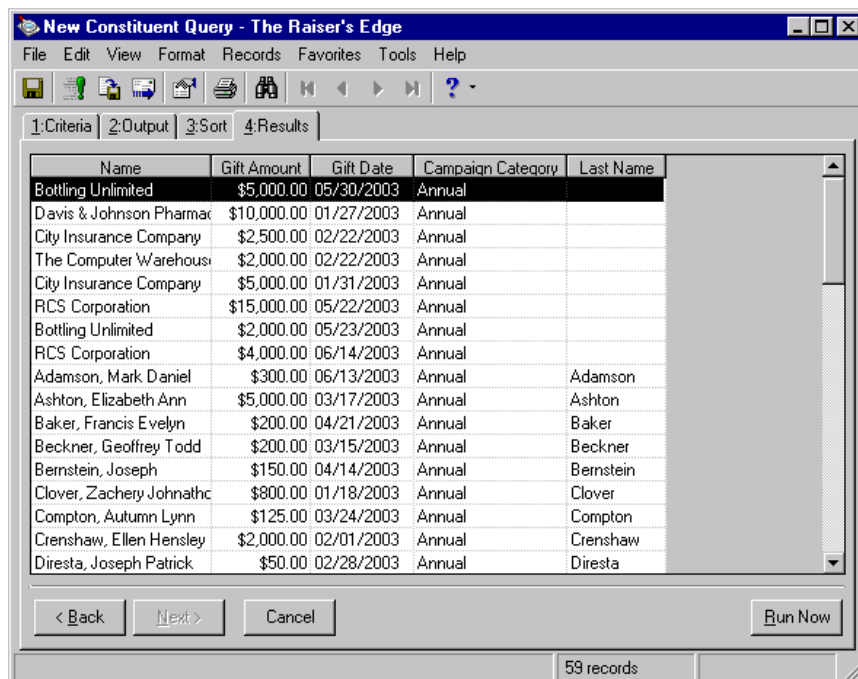 New Constituent Query - The Raiser's Edge
File Edit View Format Records Favorites Tools Help
1:Criteria 2:Output 3:Sort 4:Results
Name Gift Amount Gift Date Campaign Category Last Name
Bottling Unlimited $5,000.00 05/30/2003 Annual
Davis & Johnson Pharmac $10,000.00 01/27/2003 Annual
City Insurance Company $2,500.00 02/22/2003 Annual
The Computer Warehouse $2,000.00 02/22/2003 Annual
City Insurance Company $5,000.00 01/31/2003 Annual
RCS Corporation $15,000.00 05/22/2003 Annual
Bottling Unlimited $2,000.00 05/23/2003 Annual
RCS Corporation $4,000.00 06/14/2003 Annual
Adamson, Mark Daniel $300.00 06/13/2003 Annual Adamson
Ashton, Elizabeth Ann $5,000.00 03/17/2003 Annual Ashton
Baker, Francis Evelyn $200.00 04/21/2003 Annual Baker
Beckner, Geoffrey Todd $200.00 03/15/2003 Annual Beckner
Bernstein, Joseph $150.00 04/14/2003 Annual Bernstein
Clover, Zachery Johnathc $800.00 01/18/2003 Annual Clover
Compton, Autumn Lynn $125.00 03/24/2003 Annual Compton
Crenshaw, Ellen Hensley $2,000.00 02/01/2003 Annual Crenshaw
Diresta, Joseph Patrick $50.00 02/28/2003 Annual Diresta
< Back Next > Cancel Run Now
59 records